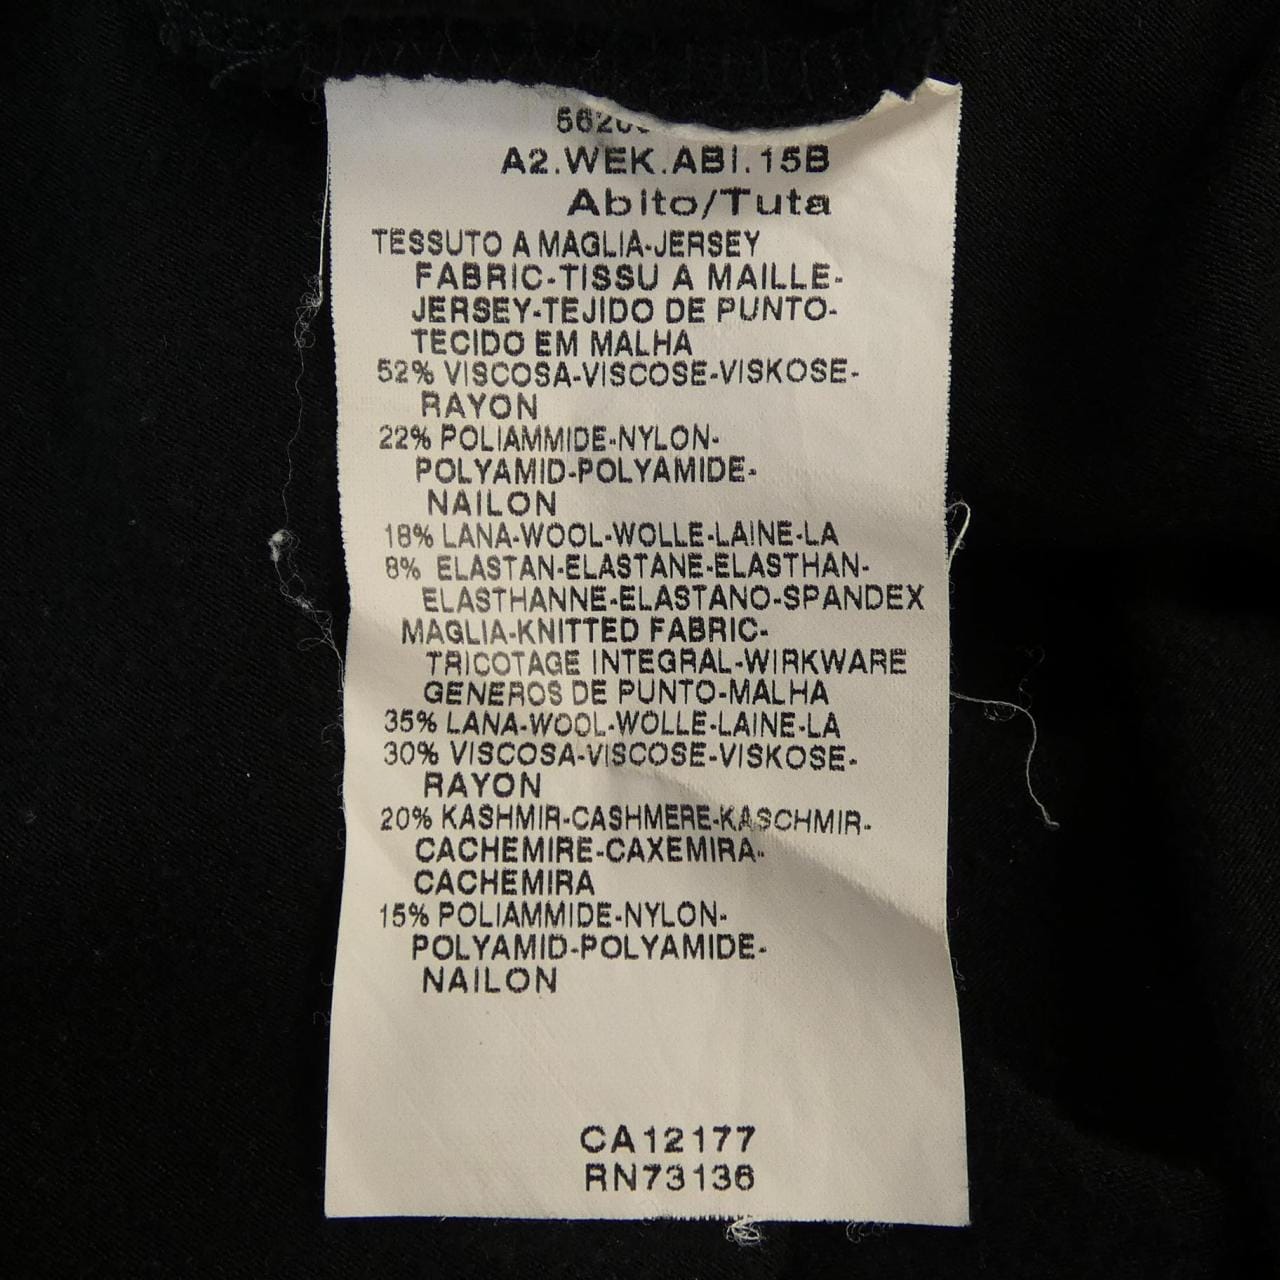 A2.WEK.ABI.15B
Abito/Tuta
TESSUTO A MAGLIA-JERSEY
FABRIC-TISSU A MAILLE-
JERSEY-TEJIDO DE PUNTO-
TECIDO EM MALHA
52% VISCOSA-VISCOSE-VISKOSE-
RAYON
22% POLIAMMIDE-NYLON-
POLYAMID-POLYAMIDE-
NAILON
18% LANA-WOOL-WOLLE-LAINE-LA
8% ELASTAN-ELASTANE-ELASTHAN-
ELASTHANNE-ELASTANO-SPANDEX
MAGLIA-KNITTED FABRIC-
TRICOTAGE INTEGRAL-WIRKWARE
GENEROS DE PUNTO-MALHA
35% LANA-WOOL-WOLLE-LAINE-LA
30% VISCOSA-VISCOSE-VISKOSE-
RAYON
20% KASHMIR-CASHMERE-KASCHMIR-
CACHEMIRE-CAXEMIRA-
CACHEMIRA
15% POLIAMMIDE-NYLON-
POLYAMID-POLYAMIDE-
NAILON
CA12177
RN73136